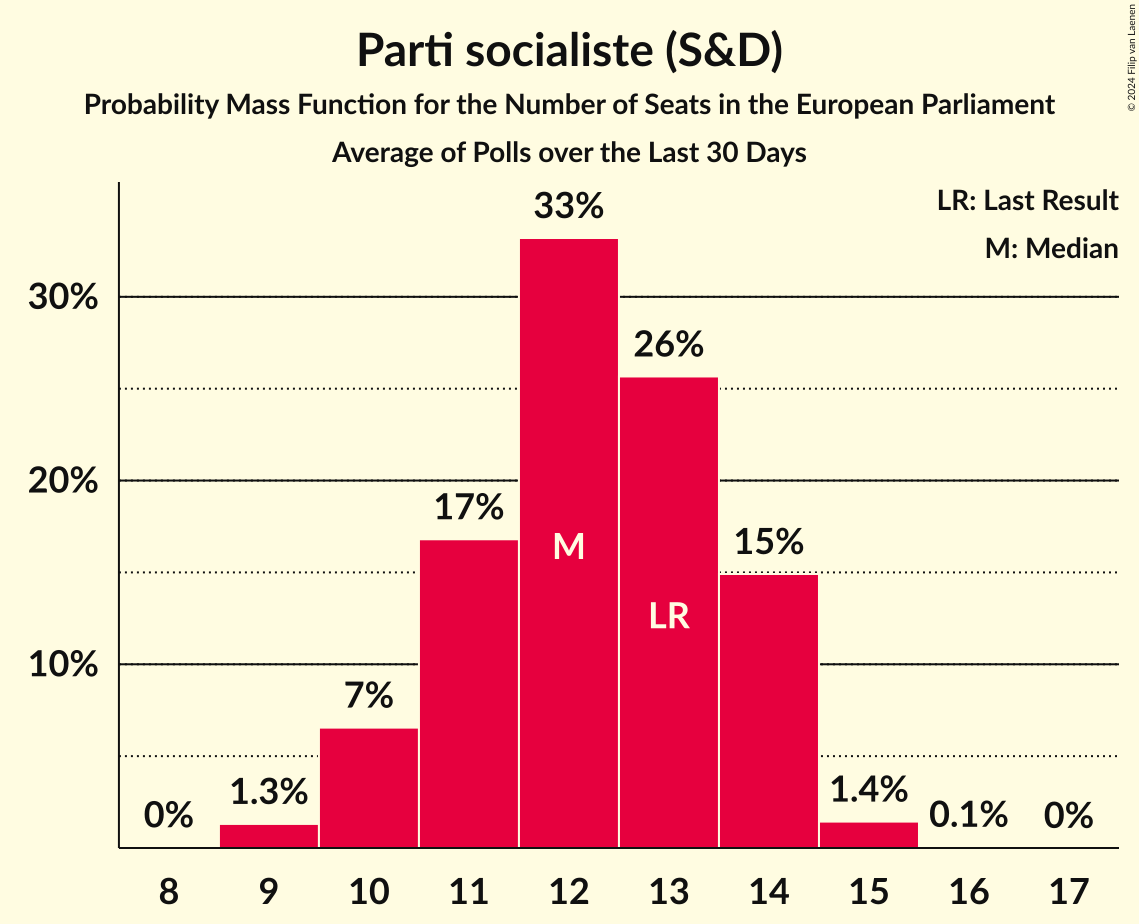 Parti socialiste (S&D)
Probability Mass Function for the Number of Seats in the European Parliament
Average of Polls over the Last 30 Days
© 2024 Filip van Laenen
LR: Last Result
M: Median
33%
30%
26%
20%
17%
15%
M
LR
10%
7%
1.3%
1.4%
0%
0.1%
0%
8 9 10 11 12 13 14 15 16 17